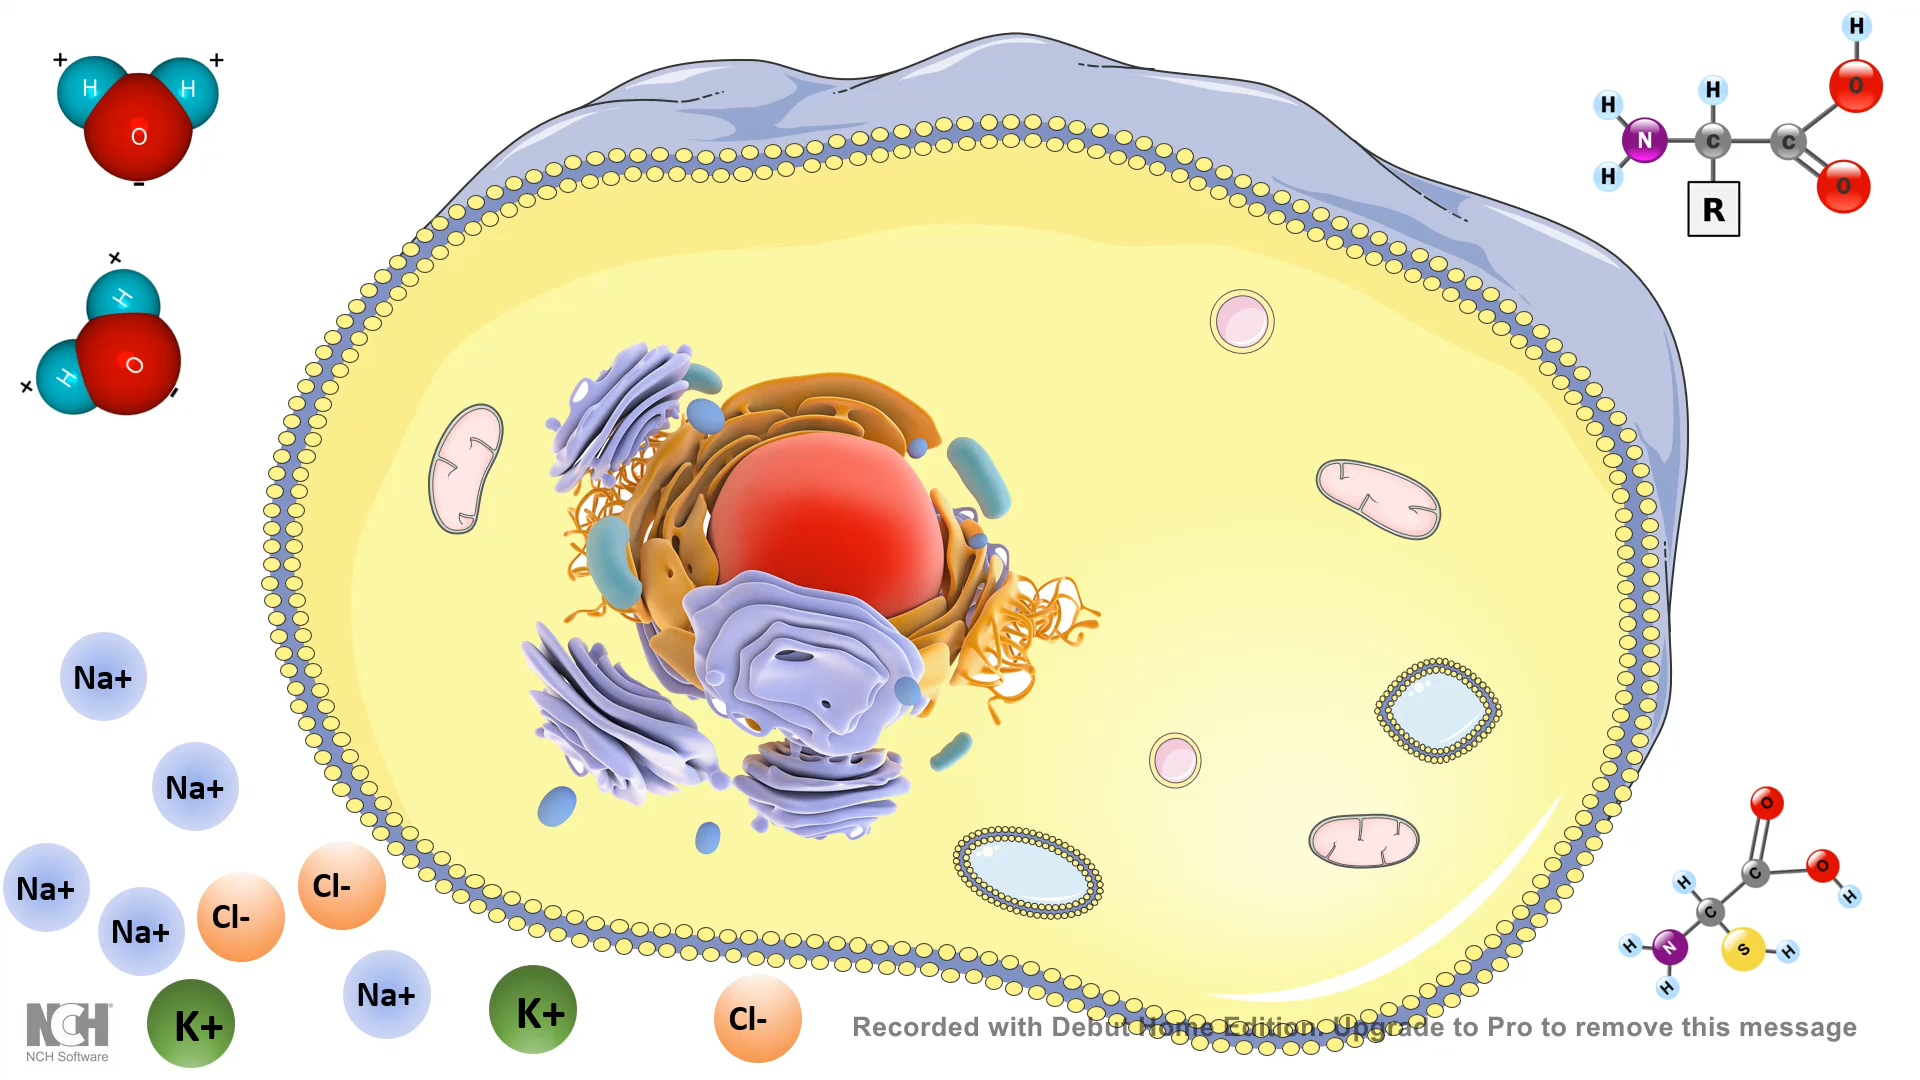 + +
H H
O
-
+
H
H
O
+
-
H
H
H
O
N
C
C
H
O
R
Na+
Na+
Na+
Na+
Cl-
Cl-
Na+
K+
K+
Cl-
O
C
O
H
H
C
H
N
S
H
H
NCH®
NCH Software
Recorded with Debut Home Edition. Upgrade to Pro to remove this message